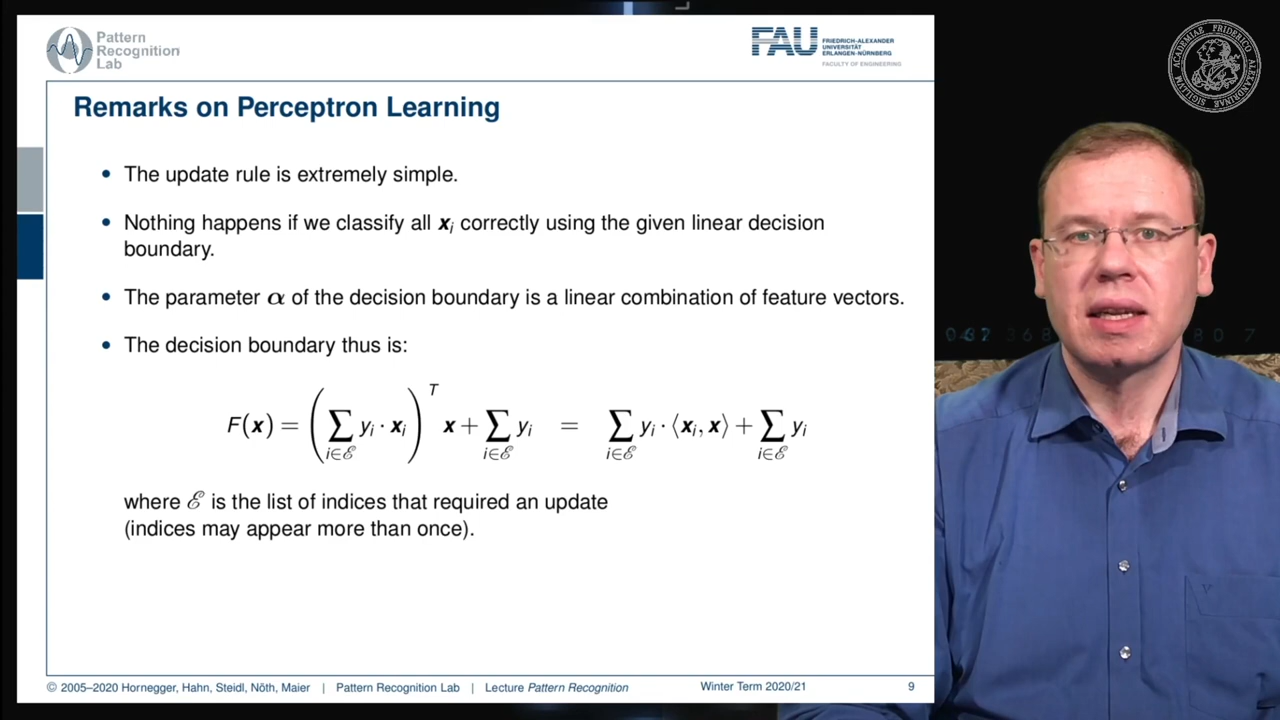 Pattern
Recognition
Lab
FAU
FRIEDRICH-ALEXANDER
UNIVERSITÄT
ERLANGEN-NÜRNBERG
FACULTY OF ENGINEERING
Remarks on Perceptron Learning
• The update rule is extremely simple.
• Nothing happens if we classify all xᵢ correctly using the given linear decision
boundary.
• The parameter α of the decision boundary is a linear combination of feature vectors.
• The decision boundary thus is:
F(x) = (∑_{i∈ℰ} yᵢ · xᵢ)^T x + ∑_{i∈ℰ} yᵢ = ∑_{i∈ℰ} yᵢ · ⟨xᵢ, x⟩ + ∑_{i∈ℰ} yᵢ
where ℰ is the list of indices that required an update
(indices may appear more than once).
© 2005–2020 Hornegger, Hahn, Steidl, Nöth, Maier | Pattern Recognition Lab | Lecture Pattern Recognition Winter Term 2020/21 9